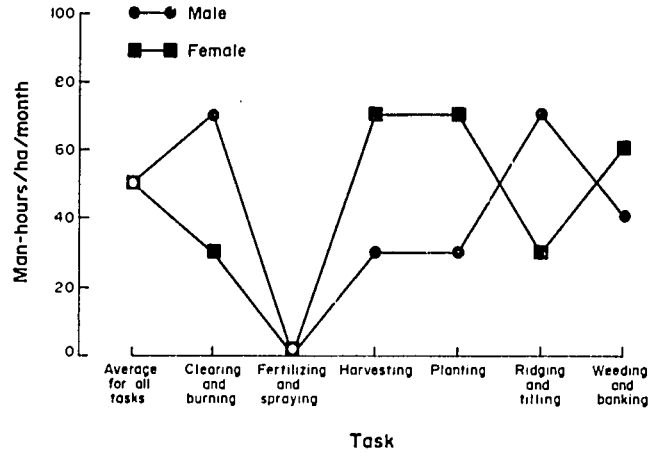 100
Male
Female
80
60
40
20
0
Man-hours/ha/month
Average
for all
tasks
Clearing
and
burning
Fertilizing
and
spraying
Harvesting
Planting
Ridging
and
tilling
Weeding
and
banking
Task